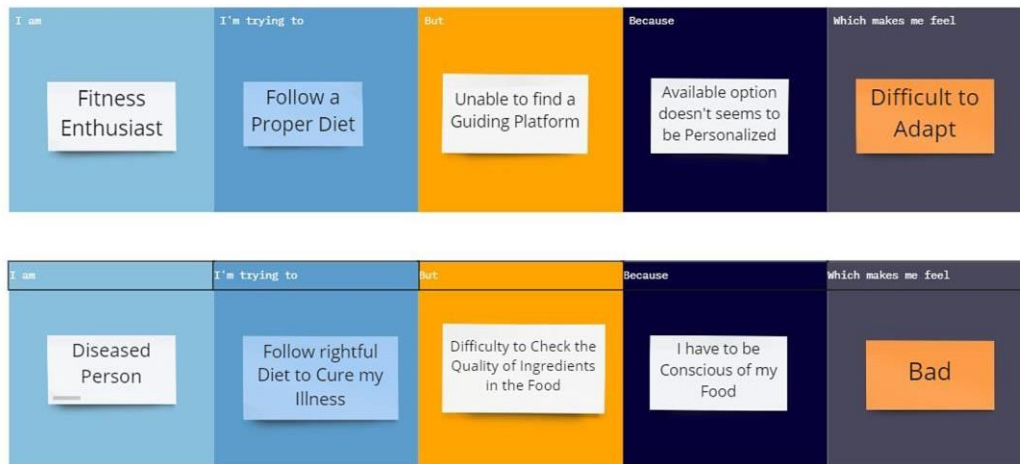 I am
I'm trying to
But
Because
Which makes me feel
Fitness
Enthusiast
Follow a
Proper Diet
Unable to find a
Guiding Platform
Available option
doesn't seems to
be Personalized
Difficult to
Adapt
I am
I'm trying to
But
Because
Which makes me feel
Diseased
Person
Follow rightful
Diet to Cure my
Illness
Difficulty to Check the
Quality of Ingredients
in the Food
I have to be
Conscious of my
Food
Bad